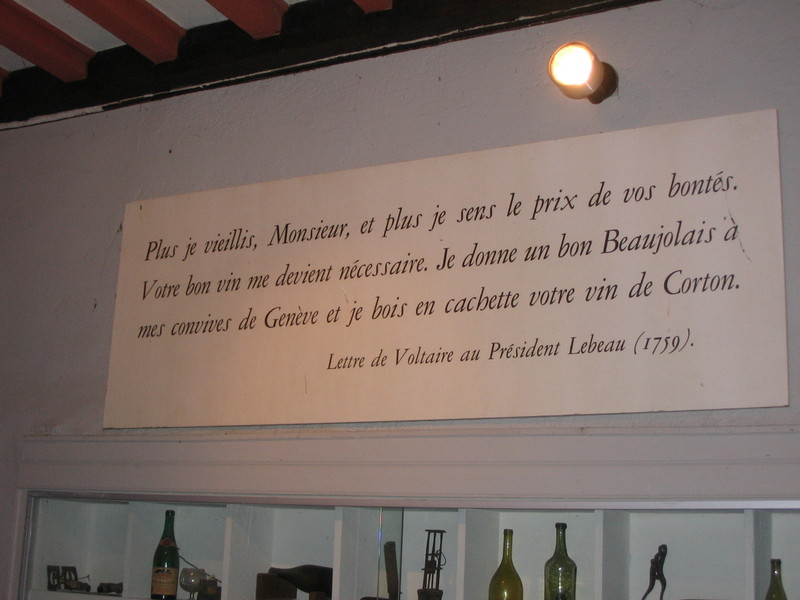 Plus je vieillis, Monsieur, et plus je sens le prix de vos bontés.
Votre bon vin me devient nécessaire. Je donne un bon Beaujolais à
mes convives de Genève et je bois en cachette votre vin de Corton.
Lettre de Voltaire au Président Lebeau (1759).